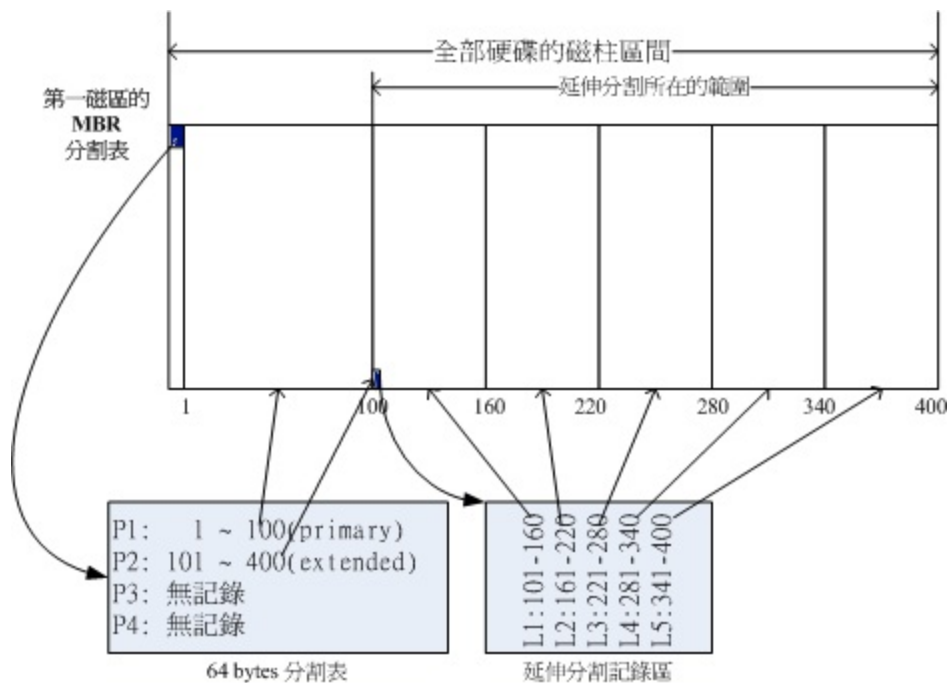 全部硬碟的磁柱區間
延伸分割所在的範圍
第一磁區的
MBR
分割表
1
100
160
220
280
340
400
P1: 1 ~ 100(primary)
P2: 101 ~ 400(extended)
P3: 無記錄
P4: 無記錄
64 bytes 分割表
L1:101-160
L2:161-220
L3:221-280
L4:281-340
L5:341-400
延伸分割記錄區